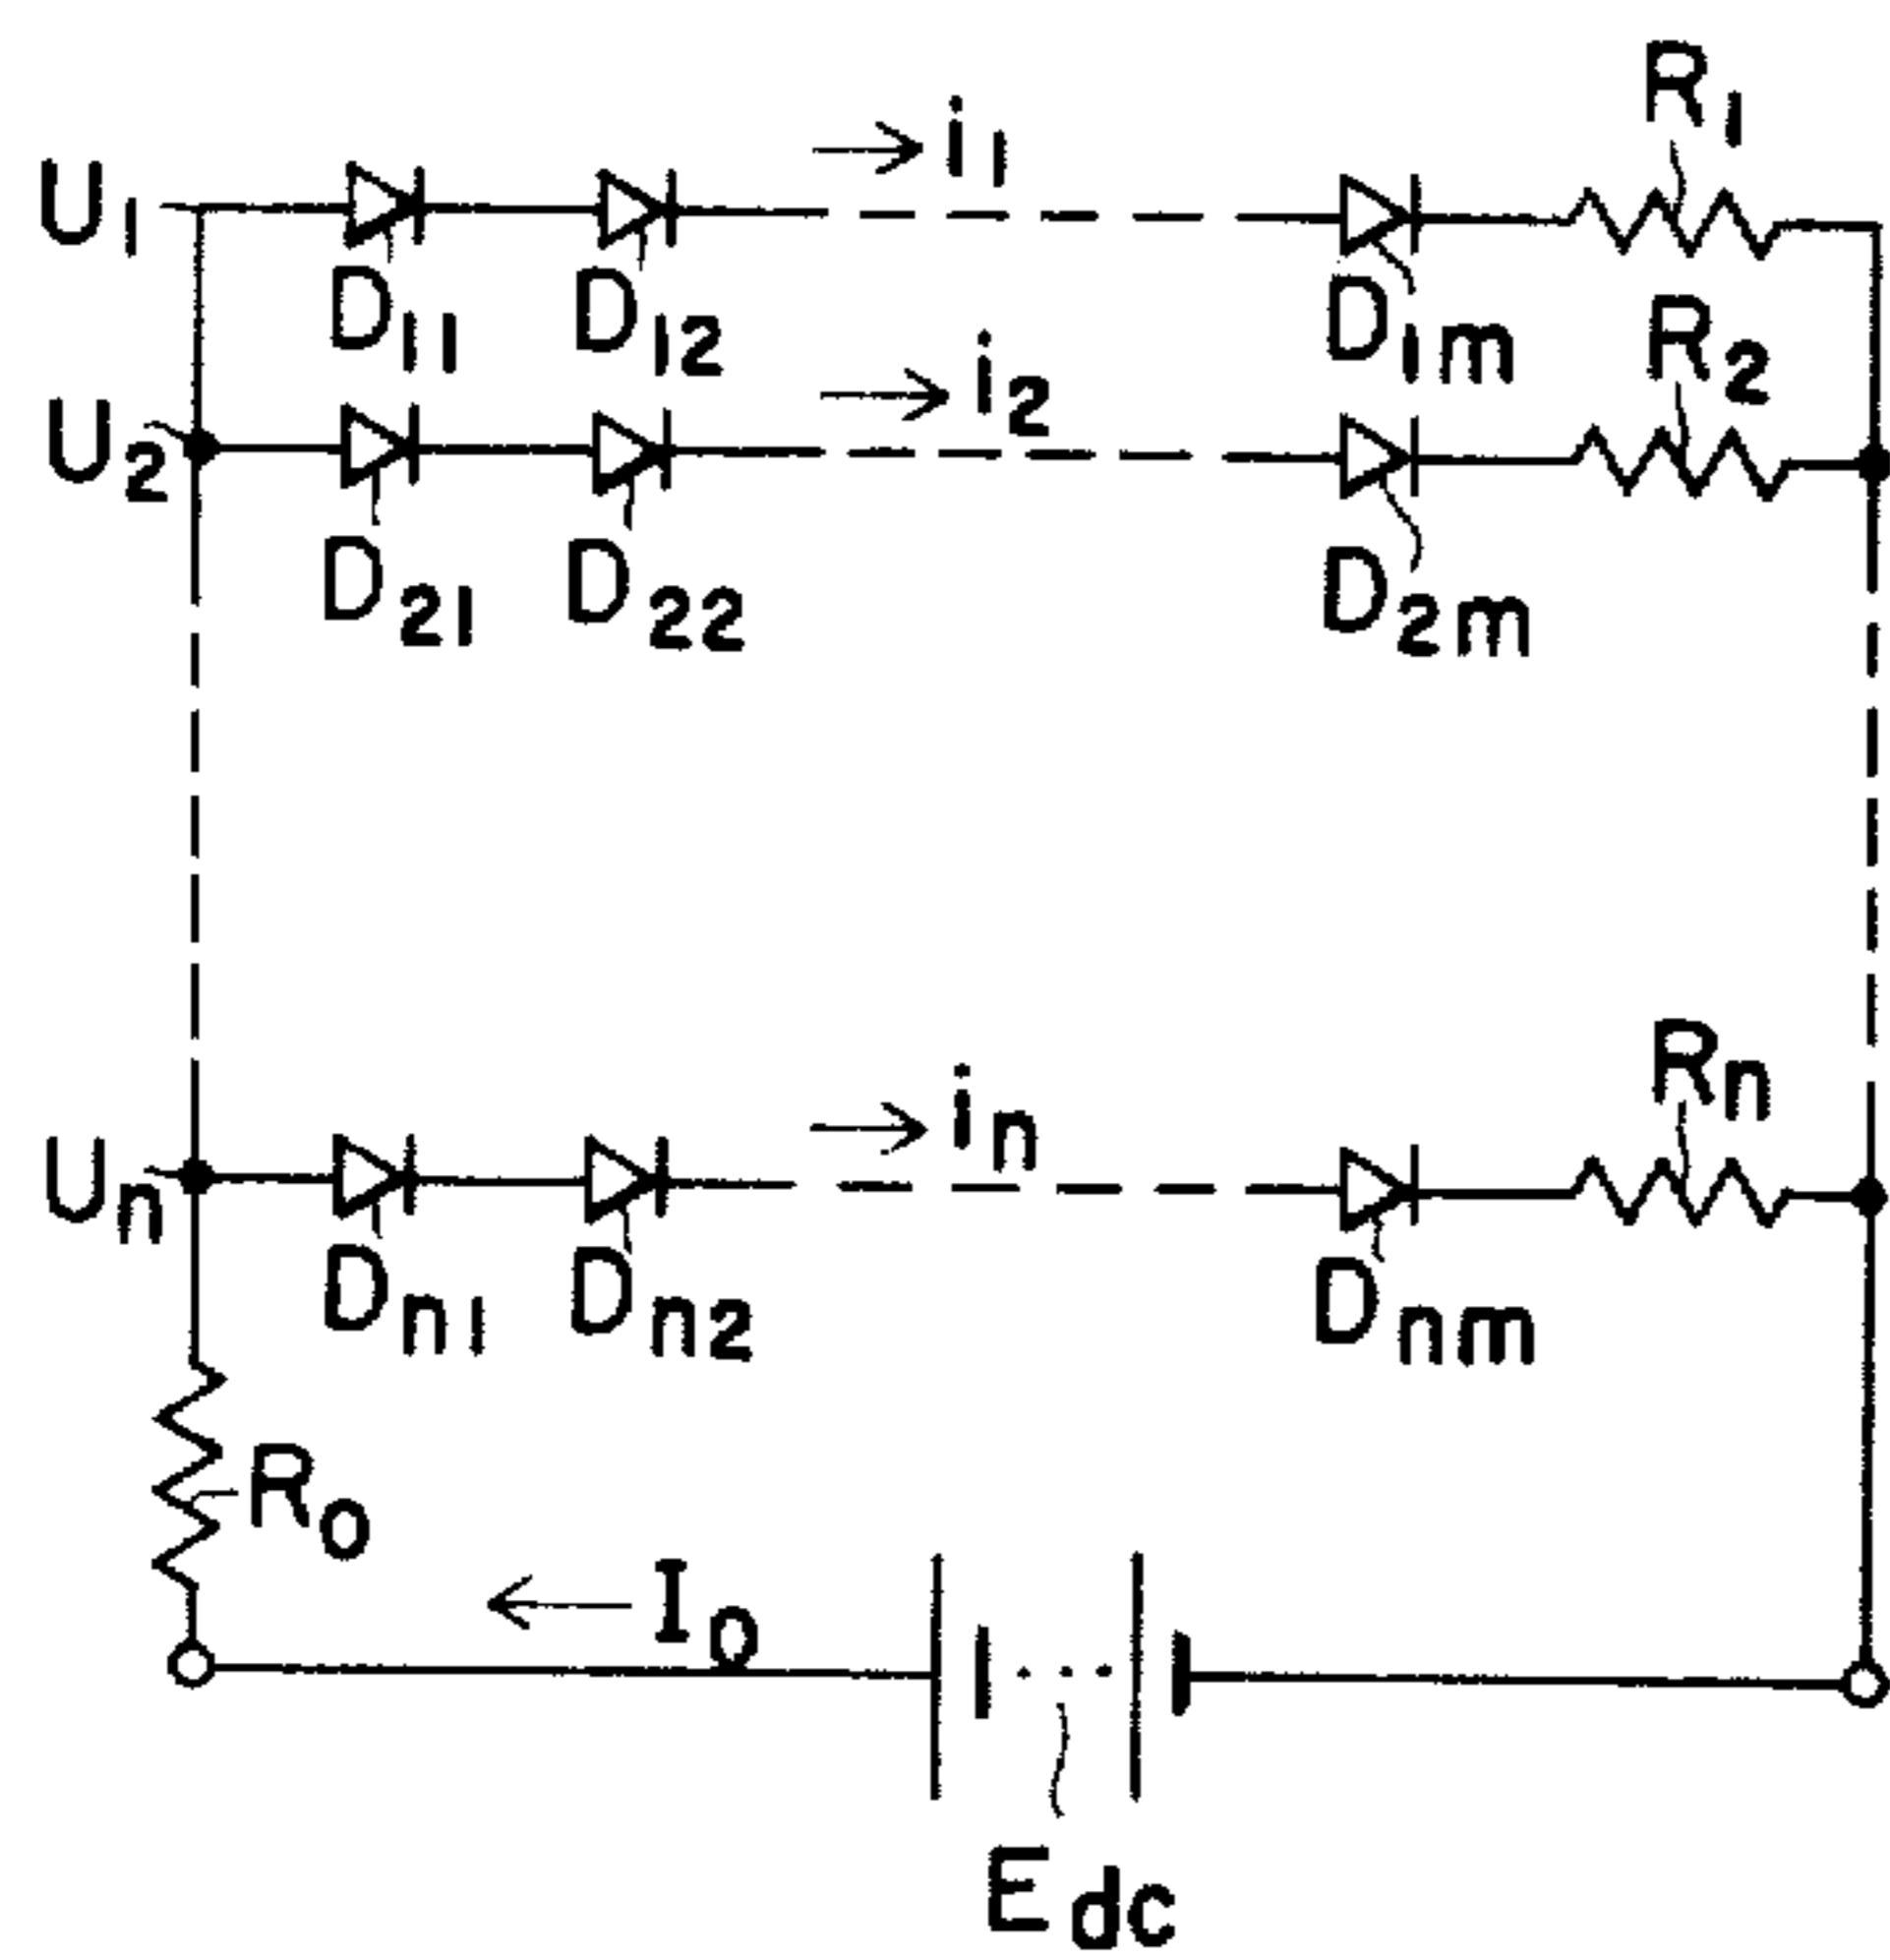 R₁
i₁
U₁
D₁₁ D₁₂ D₁ₘ
R₂
i₂
U₂
D₂₁ D₂₂ D₂ₘ
Rₙ
iₙ
Uₙ
Dₙ₁ Dₙ₂ Dₙₘ
R₀
I₀
E_dc